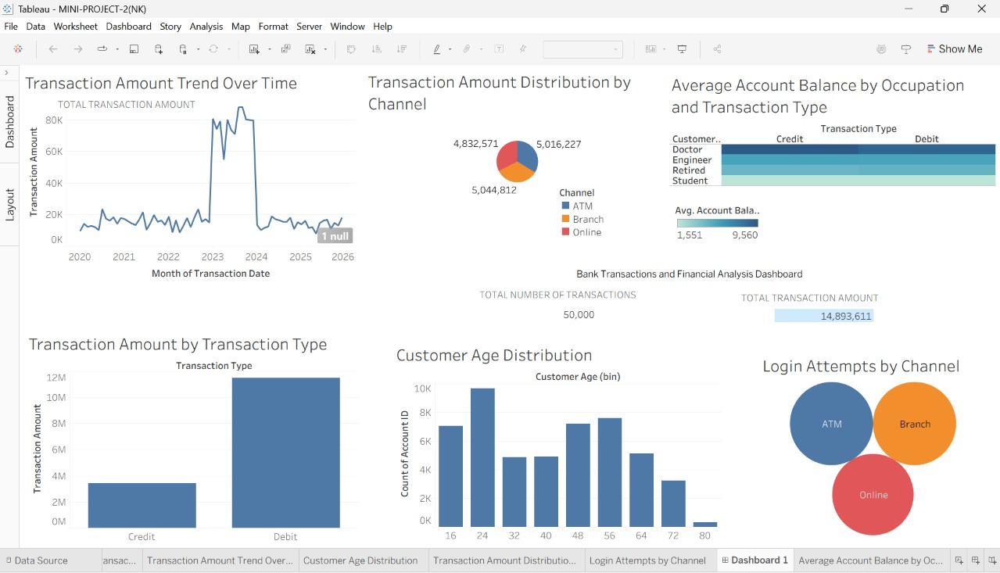 Tableau - MINI-PROJECT-2(NK)
File Data Worksheet Dashboard Story Analysis Map Format Server Window Help
Show Me
Dashboard
Layout
Transaction Amount Trend Over Time
TOTAL TRANSACTION AMOUNT
Transaction Amount
80K
60K
40K
20K
0K
1 null
2020 2021 2022 2023 2024 2025 2026
Month of Transaction Date
Transaction Amount Distribution by
Channel
4,832,571
5,016,227
5,044,812
Channel
ATM
Branch
Online
Average Account Balance by Occupation
and Transaction Type
Transaction Type
Customer.. Credit Debit
Doctor
Engineer
Retired
Student
Avg. Account Bala..
1,551 9,560
Bank Transactions and Financial Analysis Dashboard
TOTAL NUMBER OF TRANSACTIONS
50,000
TOTAL TRANSACTION AMOUNT
14,893,611
Transaction Amount by Transaction Type
Transaction Type
Transaction Amount
12M
10M
8M
6M
4M
2M
0M
Credit Debit
Customer Age Distribution
Customer Age (bin)
Count of Account ID
10K
8K
6K
4K
2K
0K
16 24 32 40 48 56 64 72 80
Login Attempts by Channel
ATM
Branch
Online
Data Source ansac... Transaction Amount Trend Over... Customer Age Distribution Transaction Amount Distributio... Login Attempts by Channel Dashboard 1 Average Account Balance by Oc...